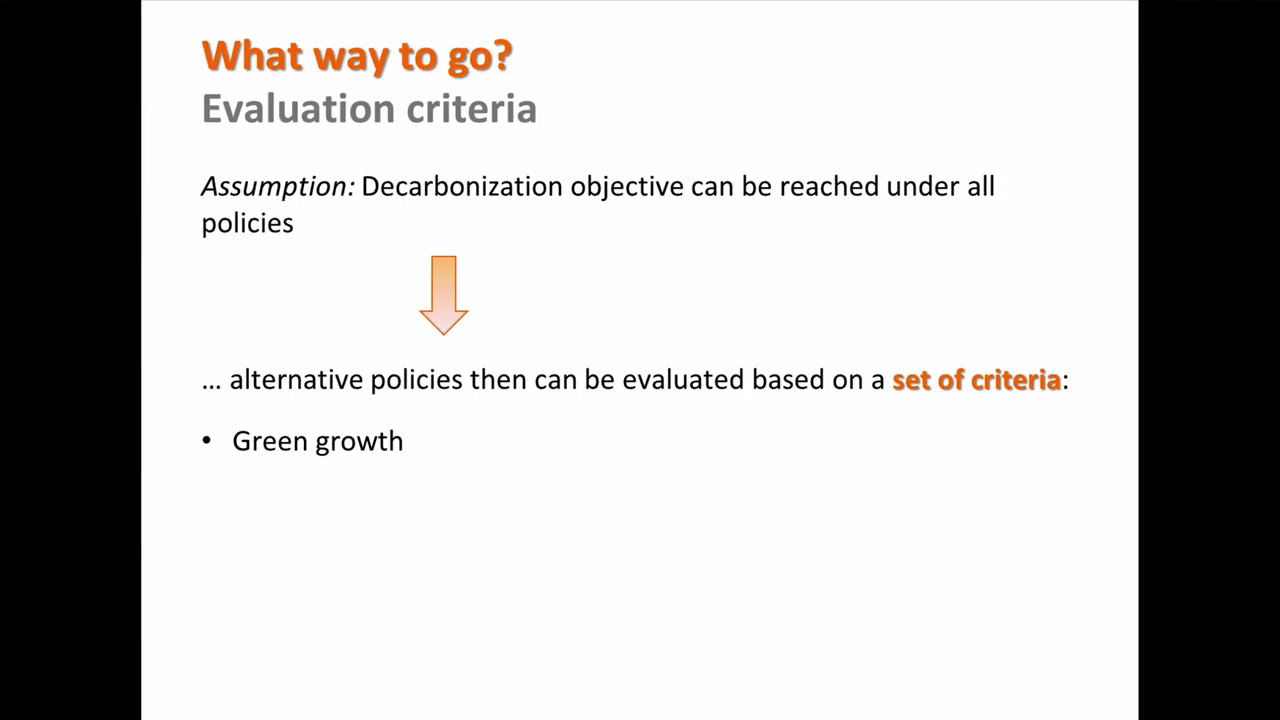 What way to go?
Evaluation criteria
Assumption: Decarbonization objective can be reached under all
policies
... alternative policies then can be evaluated based on a set of criteria:
• Green growth